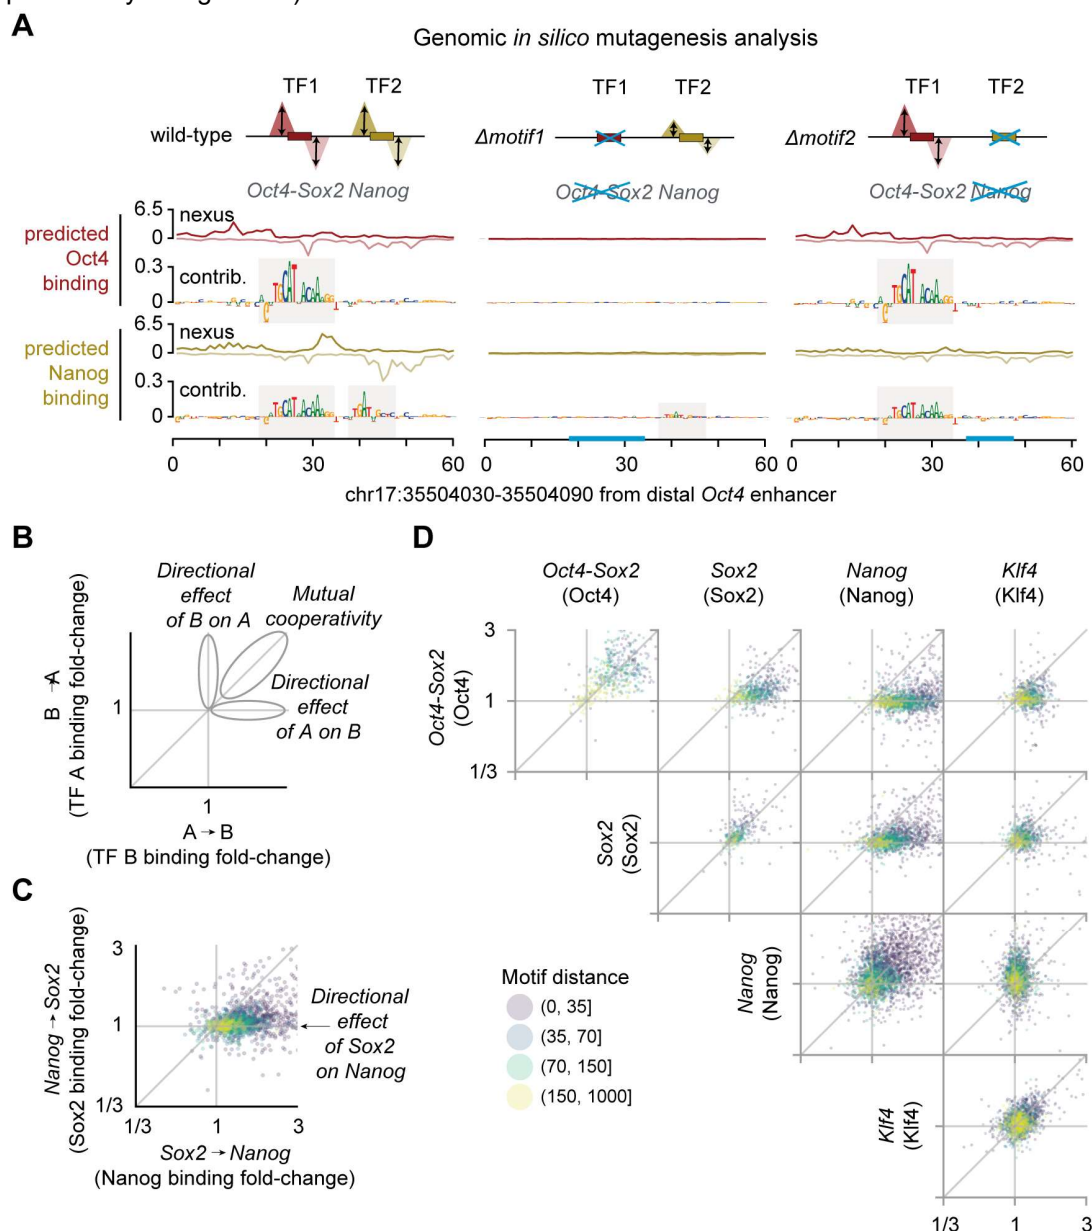 A
Genomic in silico mutagenesis analysis
TF1 TF2 TF1 TF2 TF1 TF2
wild-type Δmotif1 Δmotif2
Oct4-Sox2 Nanog Oct4-Sox2 Nanog Oct4-Sox2 Nanog
predicted Oct4 binding
6.5 nexus
0
0.3 contrib.
0
predicted Nanog binding
6.5 nexus
0
0.3 contrib.
0
0 30 60 0 30 60 0 30 60
chr17:35504030-35504090 from distal Oct4 enhancer
B
Directional effect of B on A
Mutual cooperativity
Directional effect of A on B
B → A
(TF A binding fold-change)
1
1
A → B
(TF B binding fold-change)
C
Nanog → Sox2
(Sox2 binding fold-change)
3
1
1/3
1/3 1 3
Sox2 → Nanog
(Nanog binding fold-change)
Directional effect of Sox2 on Nanog
Motif distance
(0, 35]
(35, 70]
(70, 150]
(150, 1000]
D
Oct4-Sox2 Sox2 Nanog Klf4
(Oct4) (Sox2) (Nanog) (Klf4)
Oct4-Sox2
(Oct4)
3
1
1/3
Sox2
(Sox2)
Nanog
(Nanog)
Klf4
(Klf4)
1/3 1 3